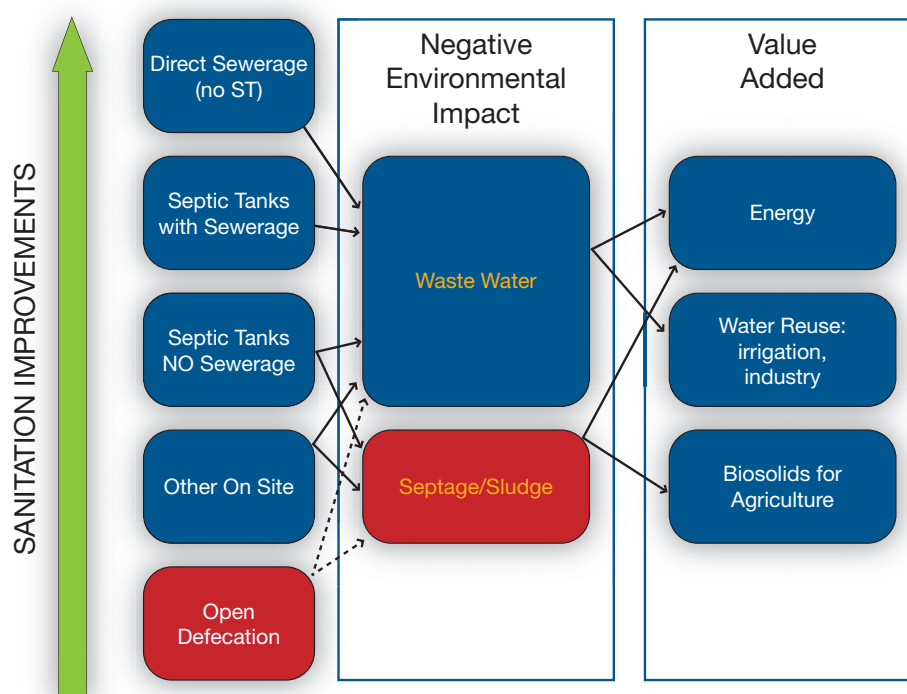 SANITATION IMPROVEMENTS
Direct Sewerage
(no ST)
Septic Tanks
with Sewerage
Septic Tanks
NO Sewerage
Other On Site
Open
Defecation
Negative
Environmental
Impact
Waste Water
Septage/Sludge
Value
Added
Energy
Water Reuse:
irrigation,
industry
Biosolids for
Agriculture